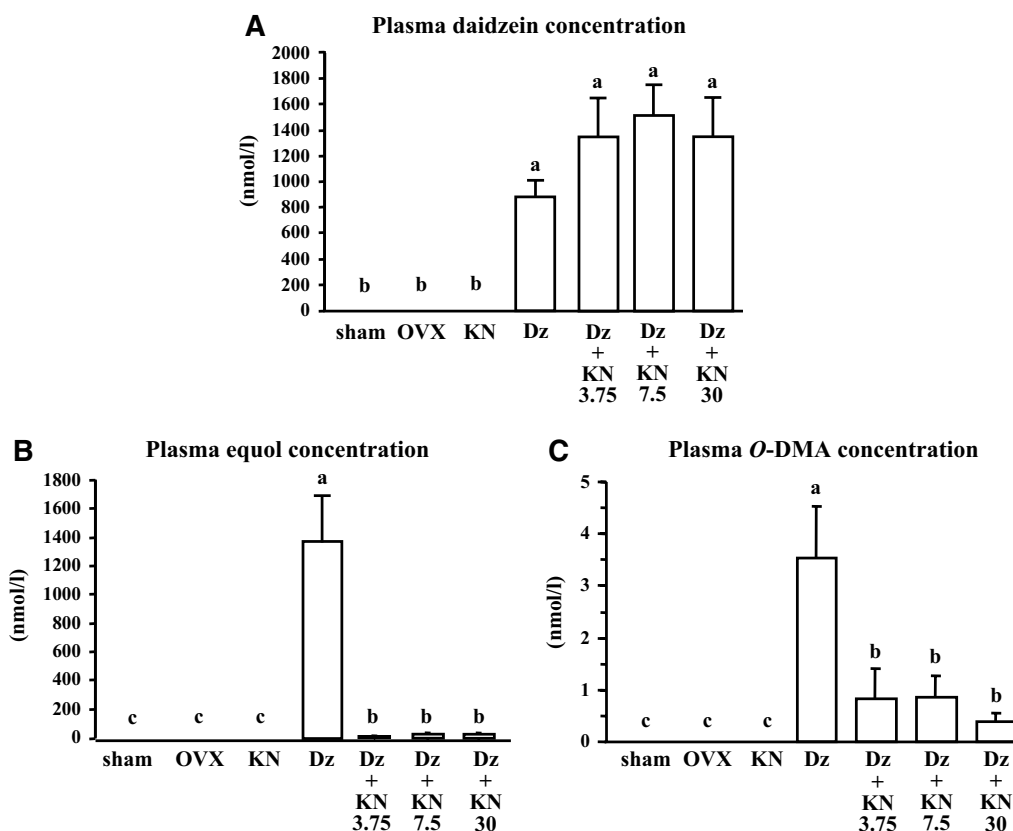 A
Plasma daidzein concentration
2000
1800
1600
1400
1200
1000
800
600
400
200
0
(nmol/l)
b b b a a a a
sham OVX KN Dz Dz Dz Dz
+ + +
KN KN KN
3.75 7.5 30
B
Plasma equol concentration
1800
1600
1400
1200
1000
800
600
400
200
0
(nmol/l)
c c c a b b b
sham OVX KN Dz Dz Dz Dz
+ + +
KN KN KN
3.75 7.5 30
C
Plasma O-DMA concentration
5
4
3
2
1
0
(nmol/l)
c c c a b b b
sham OVX KN Dz Dz Dz Dz
+ + +
KN KN KN
3.75 7.5 30